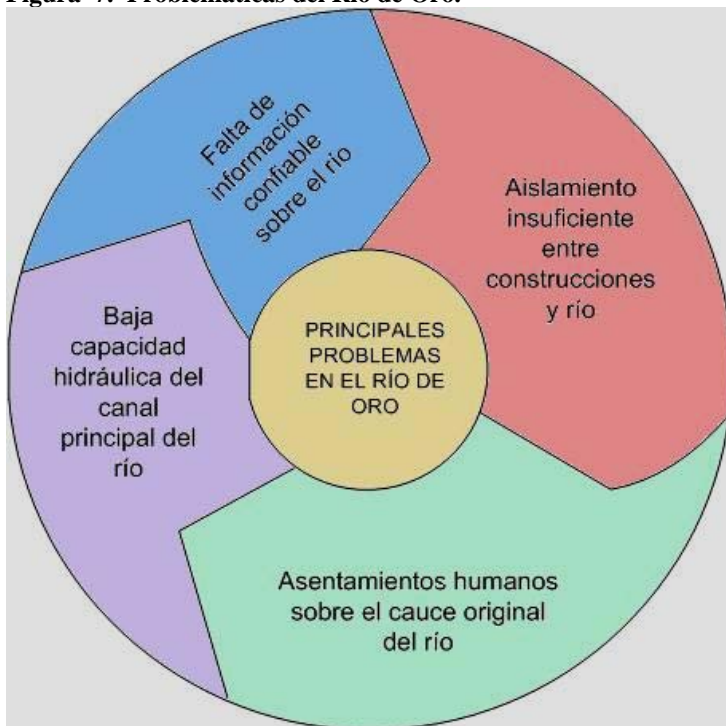 Figura 7. Problemáticas del Río de Oro.
Falta de
información
confiable
sobre el río
Aislamiento
insuficiente
entre
construcciones
y río
PRINCIPALES
PROBLEMAS
EN EL RÍO DE
ORO
Baja
capacidad
hidráulica del
canal
principal del
río
Asentamientos humanos
sobre el cauce original
del río